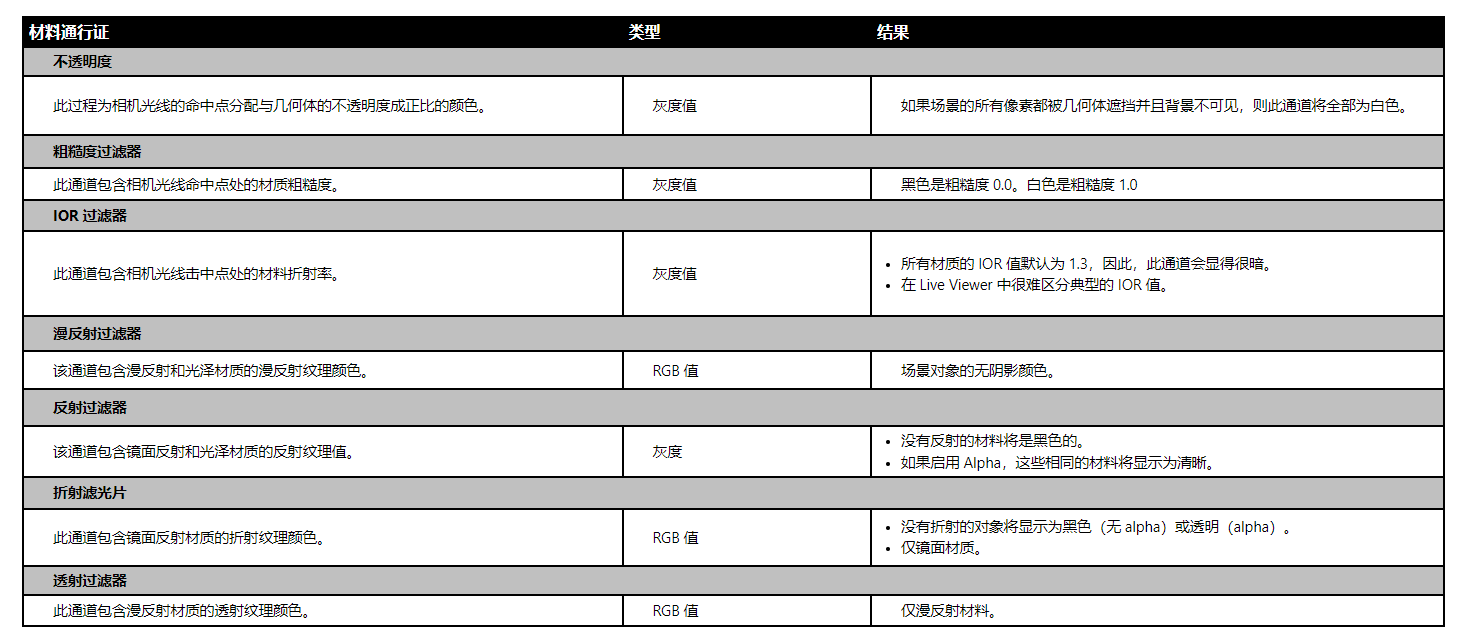 材料通行证 类型 结果
不透明度
此过程为相机光线的命中点分配与几何体的不透明度成正比的颜色。 灰度值 如果场景的所有像素都被几何体遮挡并且背景不可见，则此通道将全部为白色。
粗糙度过滤器
此通道包含相机光线命中点处的材质粗糙度。 灰度值 黑色是粗糙度 0.0。白色是粗糙度 1.0
IOR 过滤器
此通道包含相机光线击中点处的材料折射率。 灰度值
• 所有材质的 IOR 值默认为 1.3，因此，此通道会显得很暗。
• 在 Live Viewer 中很难区分典型的 IOR 值。
漫反射过滤器
该通道包含漫反射和光泽材质的漫反射纹理颜色。 RGB 值 场景对象的无阴影颜色。
反射过滤器
该通道包含镜面反射和光泽材质的反射纹理值。 灰度
• 没有反射的材料将是黑色的。
• 如果启用 Alpha，这些相同的材料将显示为清晰。
折射滤光片
此通道包含镜面反射材质的折射纹理颜色。 RGB 值
• 没有折射的对象将显示为黑色（无 alpha）或透明（alpha）。
• 仅镜面材质。
透射过滤器
此通道包含漫反射材质的透射纹理颜色。 RGB 值 仅漫反射材料。